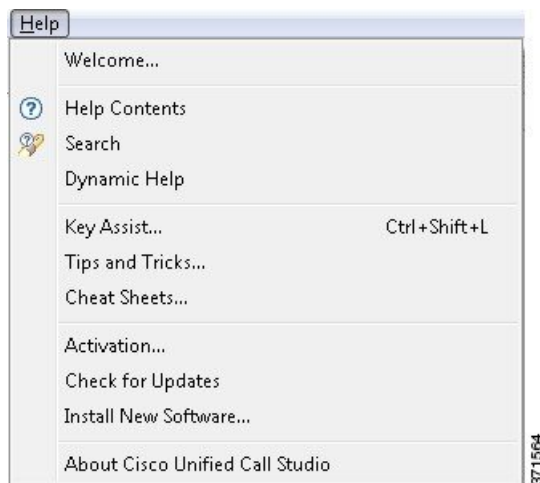 Help
Welcome...
Help Contents
Search
Dynamic Help
Key Assist... Ctrl+Shift+L
Tips and Tricks...
Cheat Sheets...
Activation...
Check for Updates
Install New Software...
About Cisco Unified Call Studio
371564